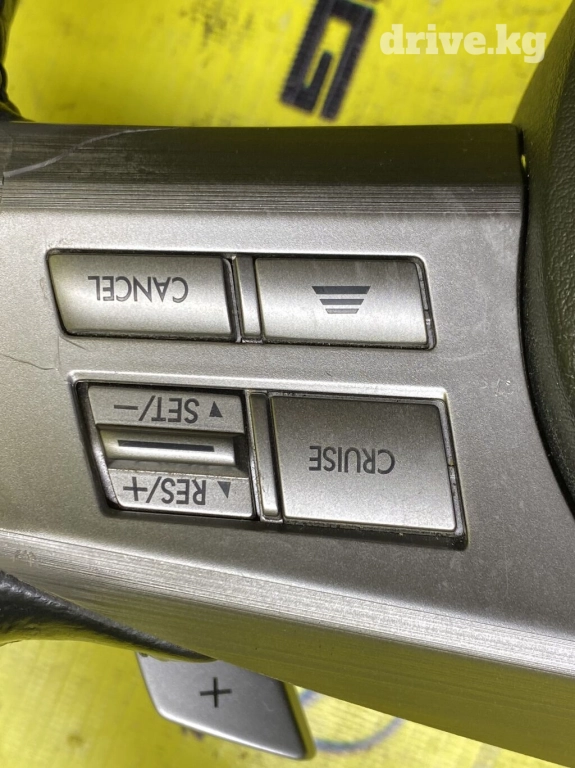 drive.kg
CRUISE
▲ RES/+
▼ SET/–
CANCEL
+